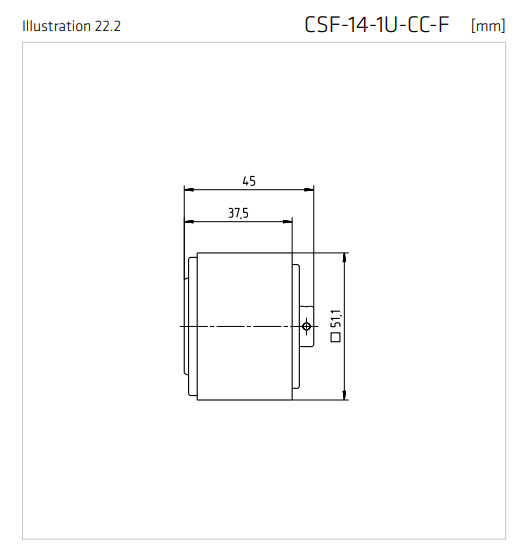 Illustration 22.2
CSF-14-1U-CC-F [mm]
45
37,5
□ 51,1